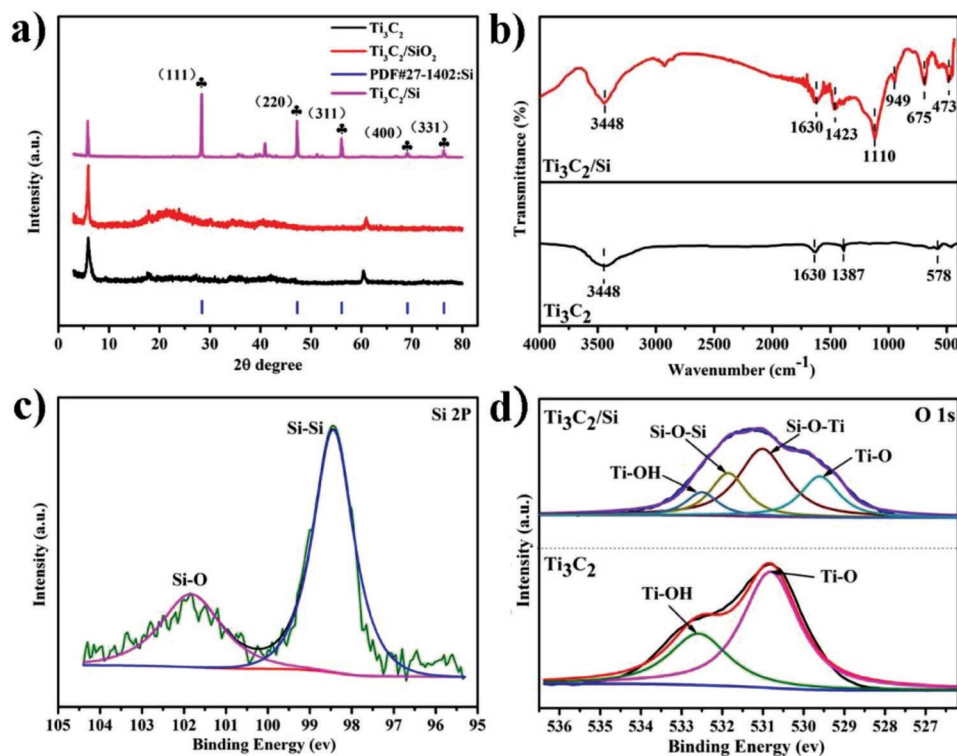 a)
Ti₃C₂
Ti₃C₂/SiO₂
PDF#27-1402:Si
Ti₃C₂/Si
(111)
(220)
(311)
(400)
(331)
Intensity (a.u.)
0 10 20 30 40 50 60 70 80
2θ degree
b)
3448
1630
1423
1110
949
675
473
Ti₃C₂/Si
3448
1630
1387
578
Ti₃C₂
Transmittance (%)
4000 3500 3000 2500 2000 1500 1000 500
Wavenumber (cm⁻¹)
c)
Si 2P
Si-Si
Si-O
Intensity (a.u.)
105 104 103 102 101 100 99 98 97 96 95
Binding Energy (ev)
d)
Ti₃C₂/Si
O 1s
Si-O-Si
Si-O-Ti
Ti-OH
Ti-O
Ti₃C₂
Ti-OH
Ti-O
Intensity (a.u.)
536 535 534 533 532 531 530 529 528 527
Binding Energy (ev)